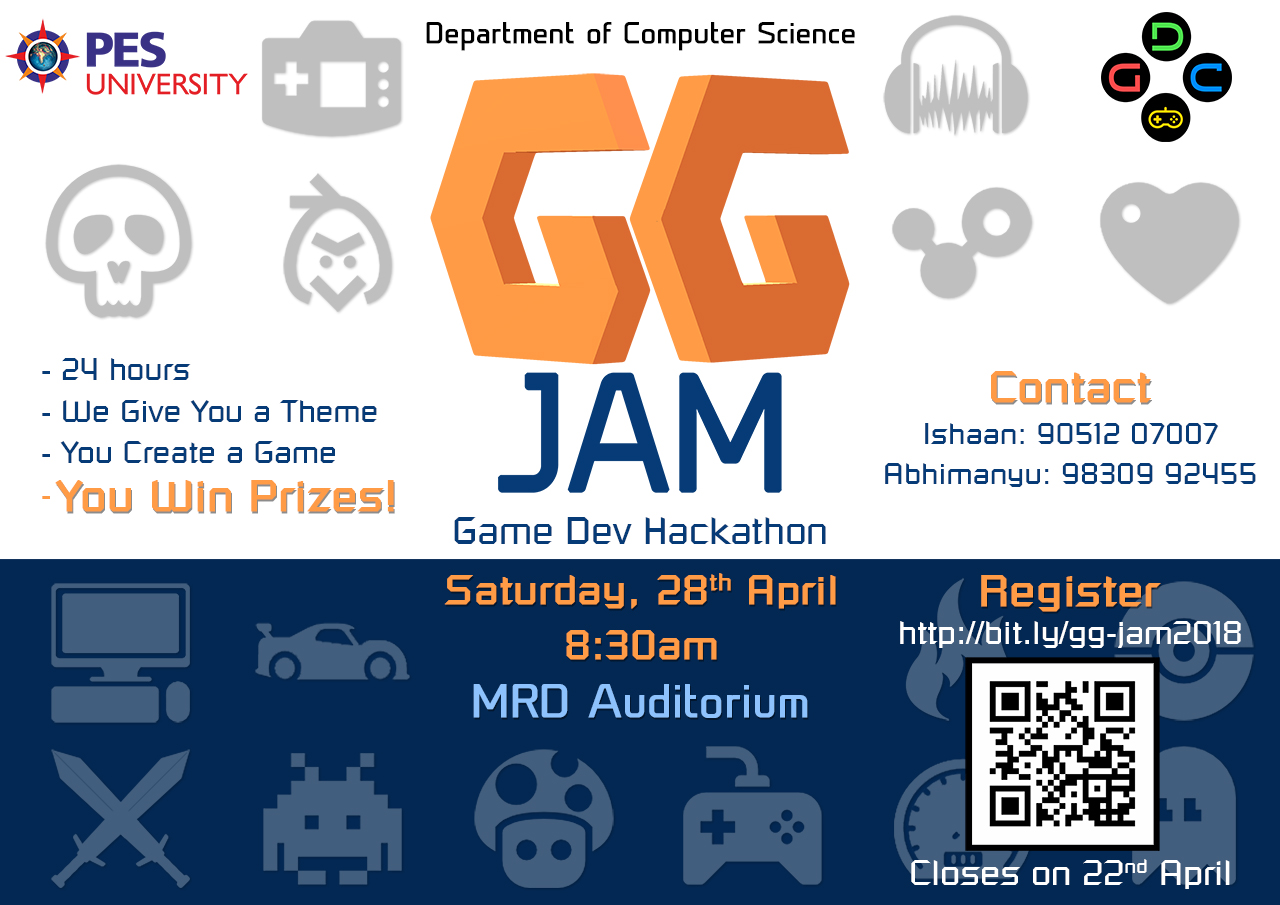 PES
UNIVERSITY
Department of Computer Science
D
G C
GG
JAM
Game Dev Hackathon
- 24 hours
- We Give You a Theme
- You Create a Game
- You Win Prizes!
Contact
Ishaan: 90512 07007
Abhimanyu: 98309 92455
Saturday, 28th April
8:30am
MRD Auditorium
Register
http://bit.ly/gg-jam2018
Closes on 22nd April